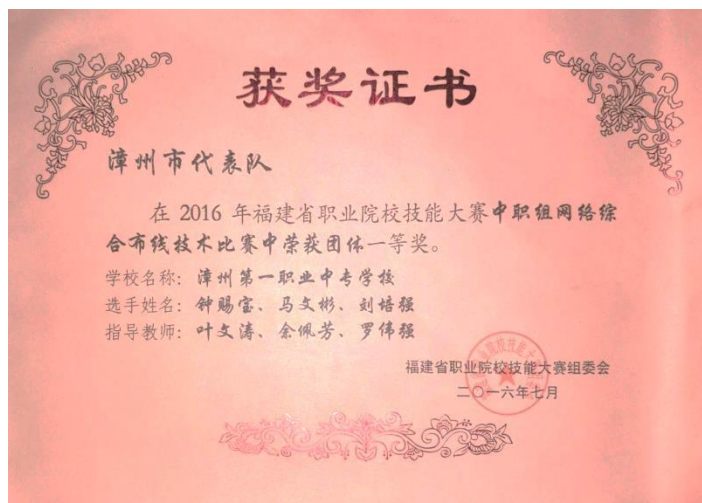 获奖证书
漳州市代表队
在 2016 年福建省职业院校技能大赛中职组网络综
合布线技术比赛中荣获团体一等奖。
学校名称：漳州第一职业中专学校
选手姓名：钟赐宝、马文彬、刘培强
指导教师：叶文涛、余佩芳、罗伟强
福建省职业院校技能大赛组委会
二〇一六年七月